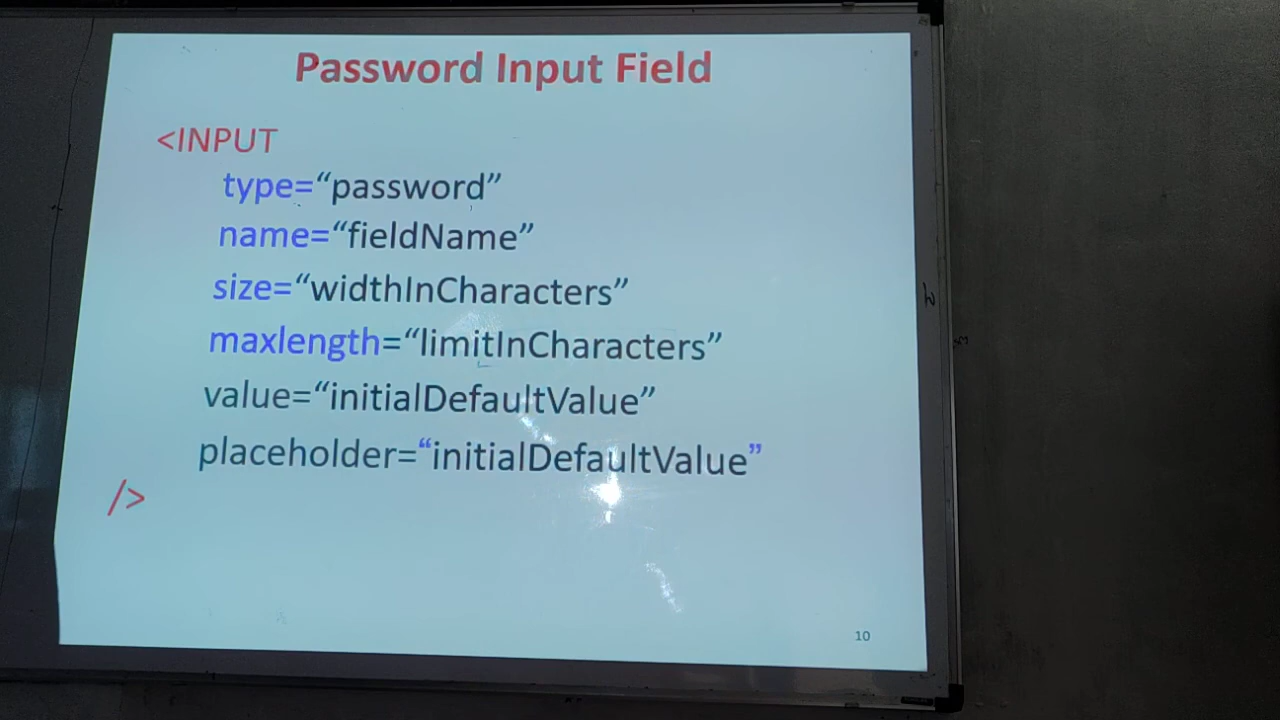 Password Input Field
<INPUT
type=“password”
name=“fieldName”
size=“widthInCharacters”
maxlength=“limitInCharacters”
value=“initialDefaultValue”
placeholder=“initialDefaultValue”
/>
10